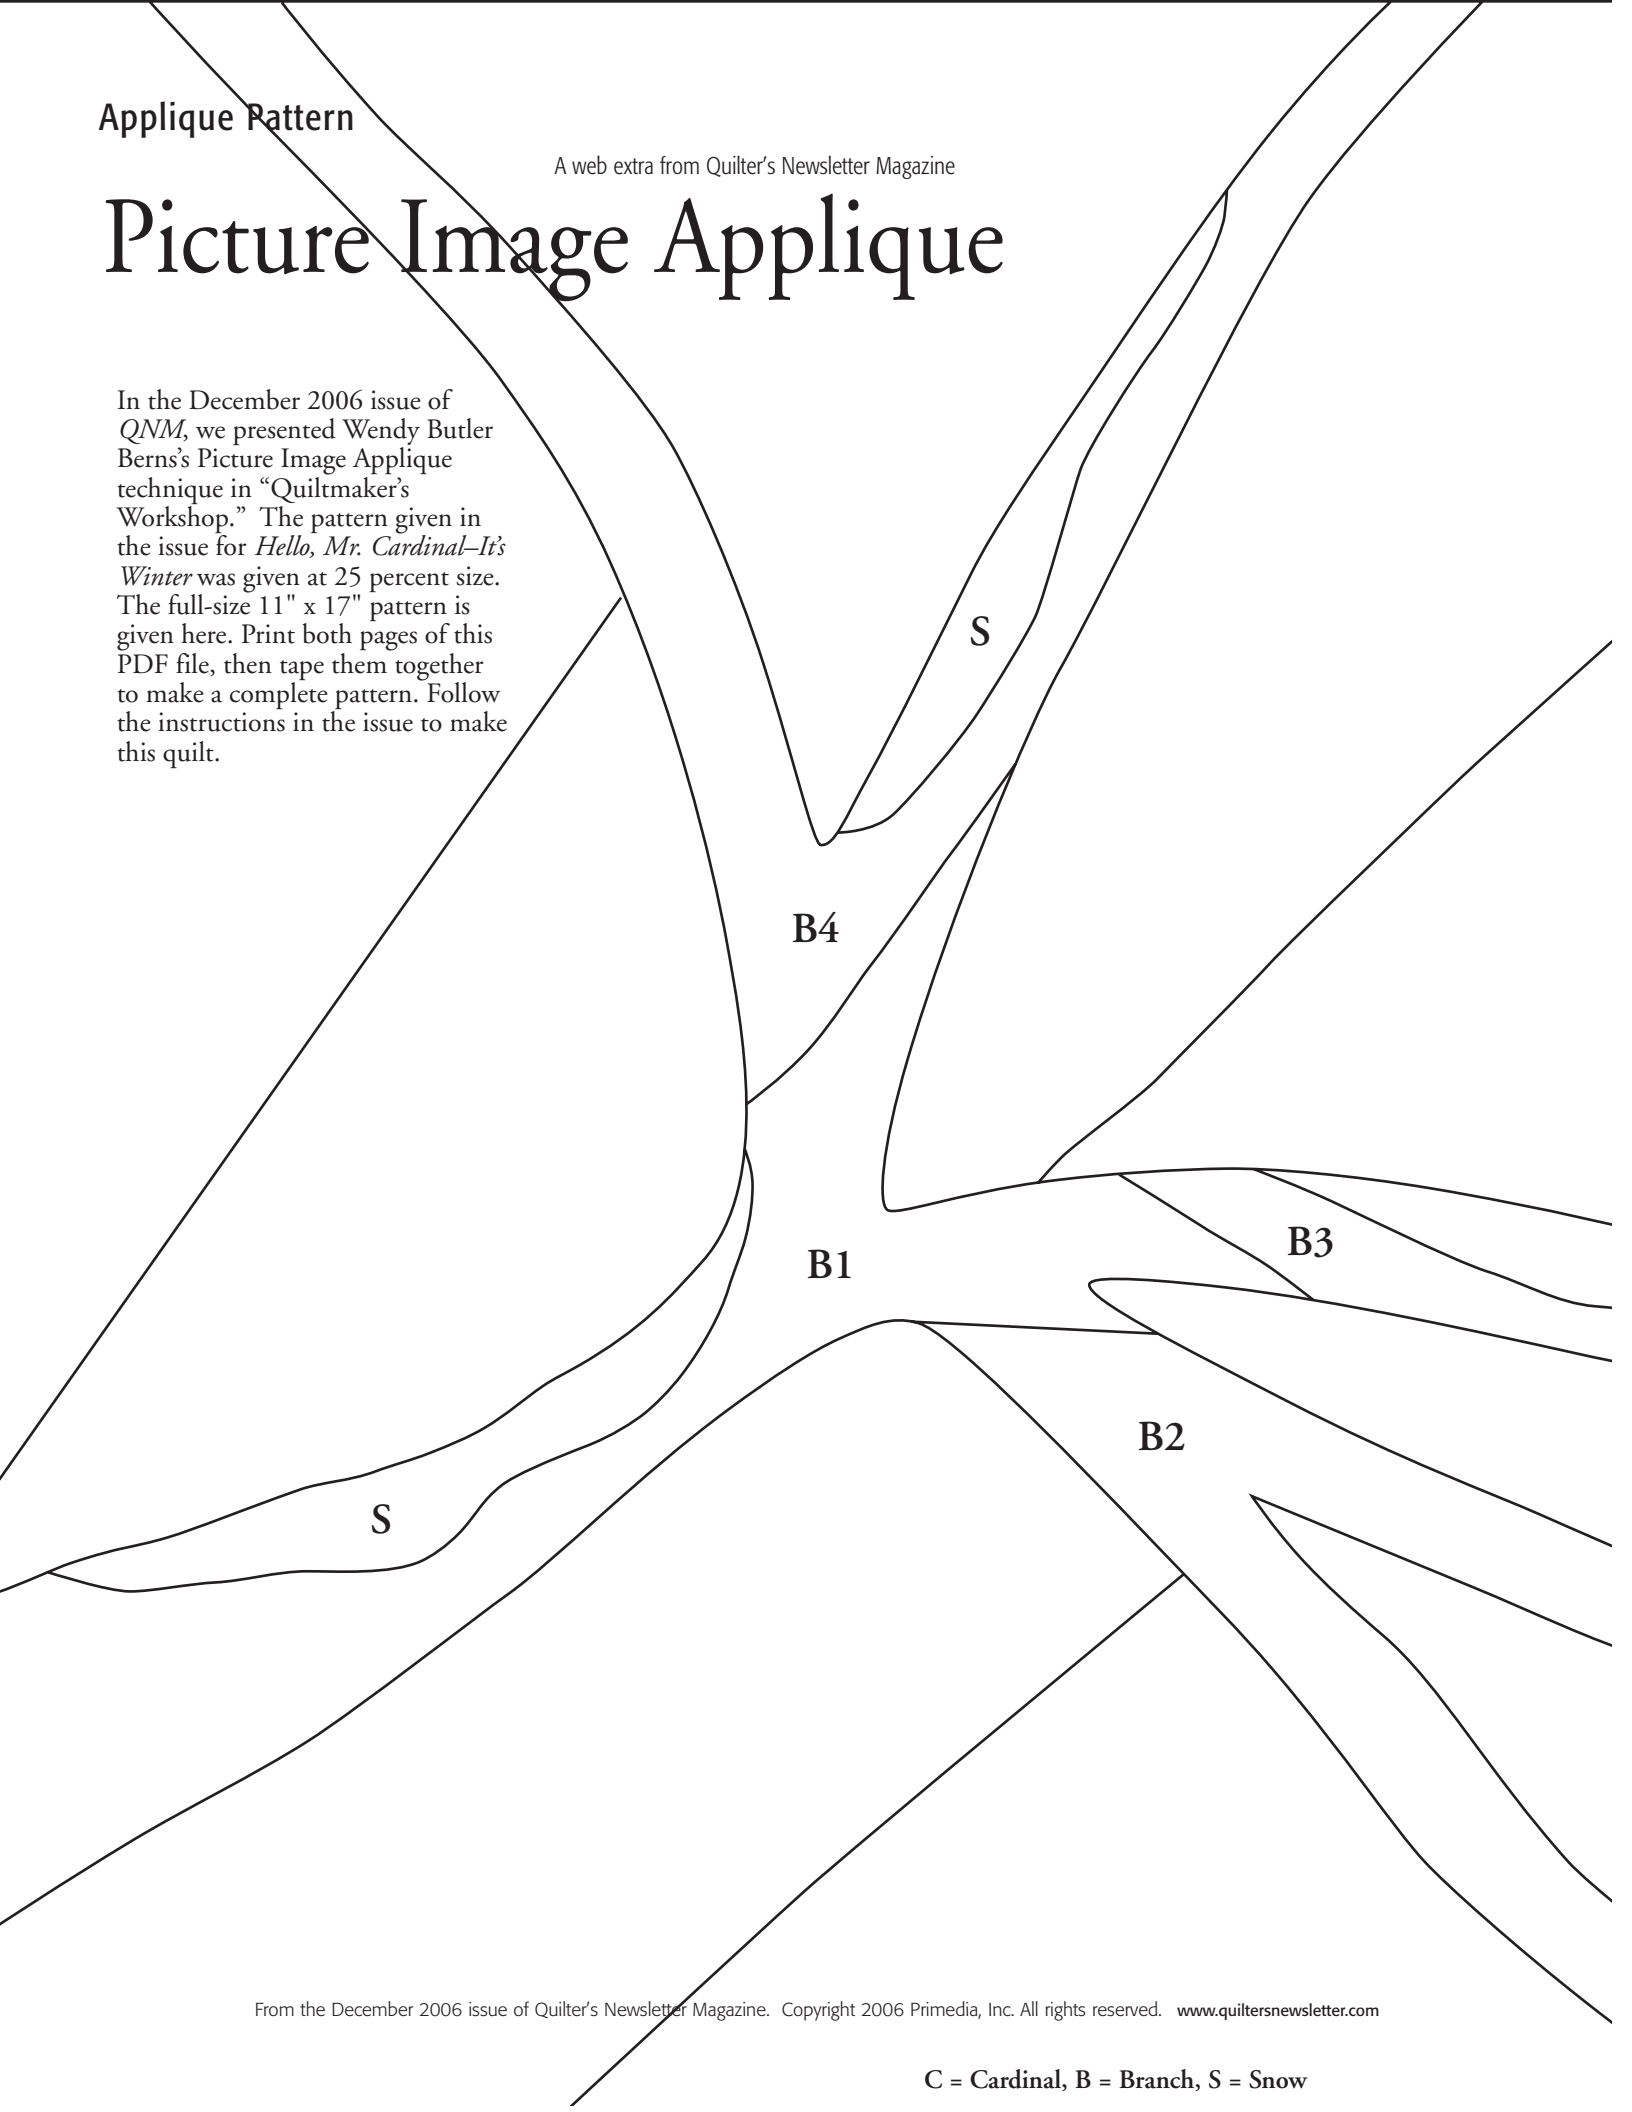 Applique Pattern
A web extra from Quilter’s Newsletter Magazine
Picture Image Applique
In the December 2006 issue of
QNM, we presented Wendy Butler
Berns’s Picture Image Applique
technique in “Quiltmaker’s
Workshop.”  The pattern given in
the issue for Hello, Mr. Cardinal–It’s
Winter was given at 25 percent size.
The full-size 11" x 17" pattern is
given here. Print both pages of this
PDF file, then tape them together
to make a complete pattern. Follow
the instructions in the issue to make
this quilt.
S
B4
B3
B1
B2
S
From the December 2006 issue of Quilter’s Newsletter Magazine.  Copyright 2006 Primedia, Inc. All rights reserved.   www.quiltersnewsletter.com
C = Cardinal, B = Branch, S = Snow